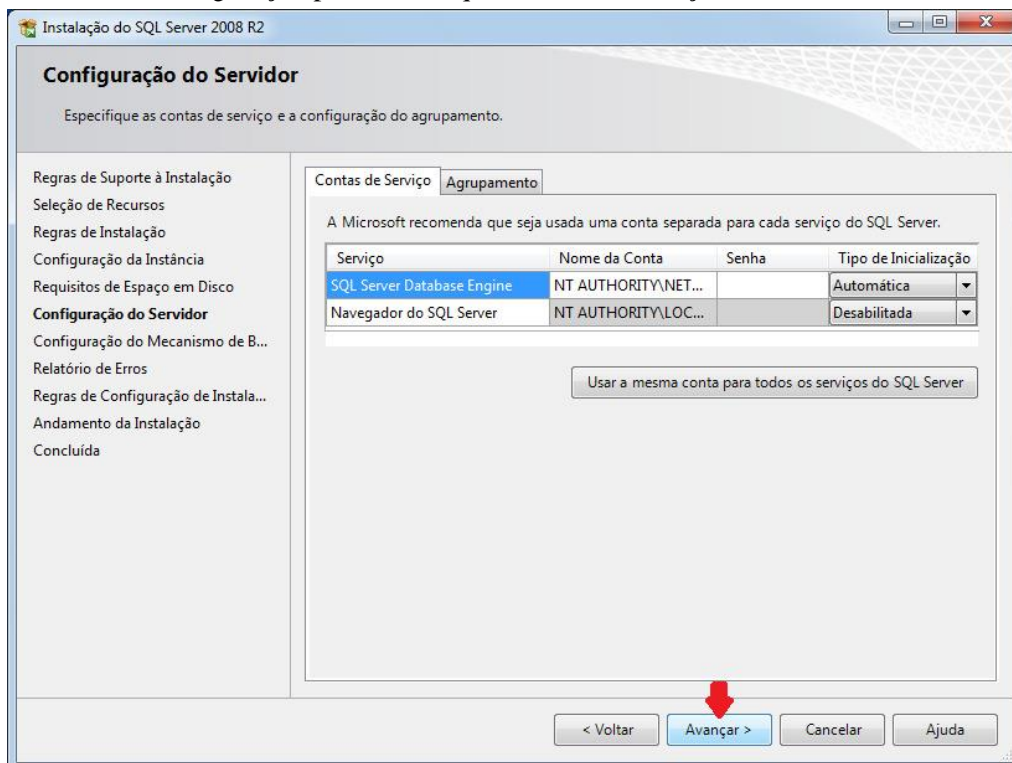 Instalação do SQL Server 2008 R2
Configuração do Servidor
Especifique as contas de serviço e a configuração do agrupamento.
Regras de Suporte à Instalação
Seleção de Recursos
Regras de Instalação
Configuração da Instância
Requisitos de Espaço em Disco
Configuração do Servidor
Configuração do Mecanismo de B...
Relatório de Erros
Regras de Configuração de Instala...
Andamento da Instalação
Concluída
Contas de Serviço Agrupamento
A Microsoft recomenda que seja usada uma conta separada para cada serviço do SQL Server.
Serviço Nome da Conta Senha Tipo de Inicialização
SQL Server Database Engine NT AUTHORITY\NET... Automática
Navegador do SQL Server NT AUTHORITY\LOC... Desabilitada
Usar a mesma conta para todos os serviços do SQL Server
< Voltar Avançar > Cancelar Ajuda